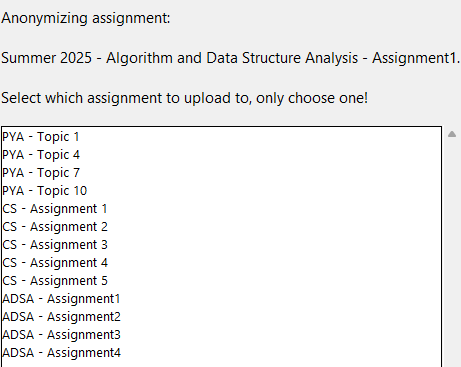 Anonymizing assignment:
Summer 2025 - Algorithm and Data Structure Analysis - Assignment1.
Select which assignment to upload to, only choose one!
PYA - Topic 1
PYA - Topic 4
PYA - Topic 7
PYA - Topic 10
CS - Assignment 1
CS - Assignment 2
CS - Assignment 3
CS - Assignment 4
CS - Assignment 5
ADSA - Assignment1
ADSA - Assignment2
ADSA - Assignment3
ADSA - Assignment4